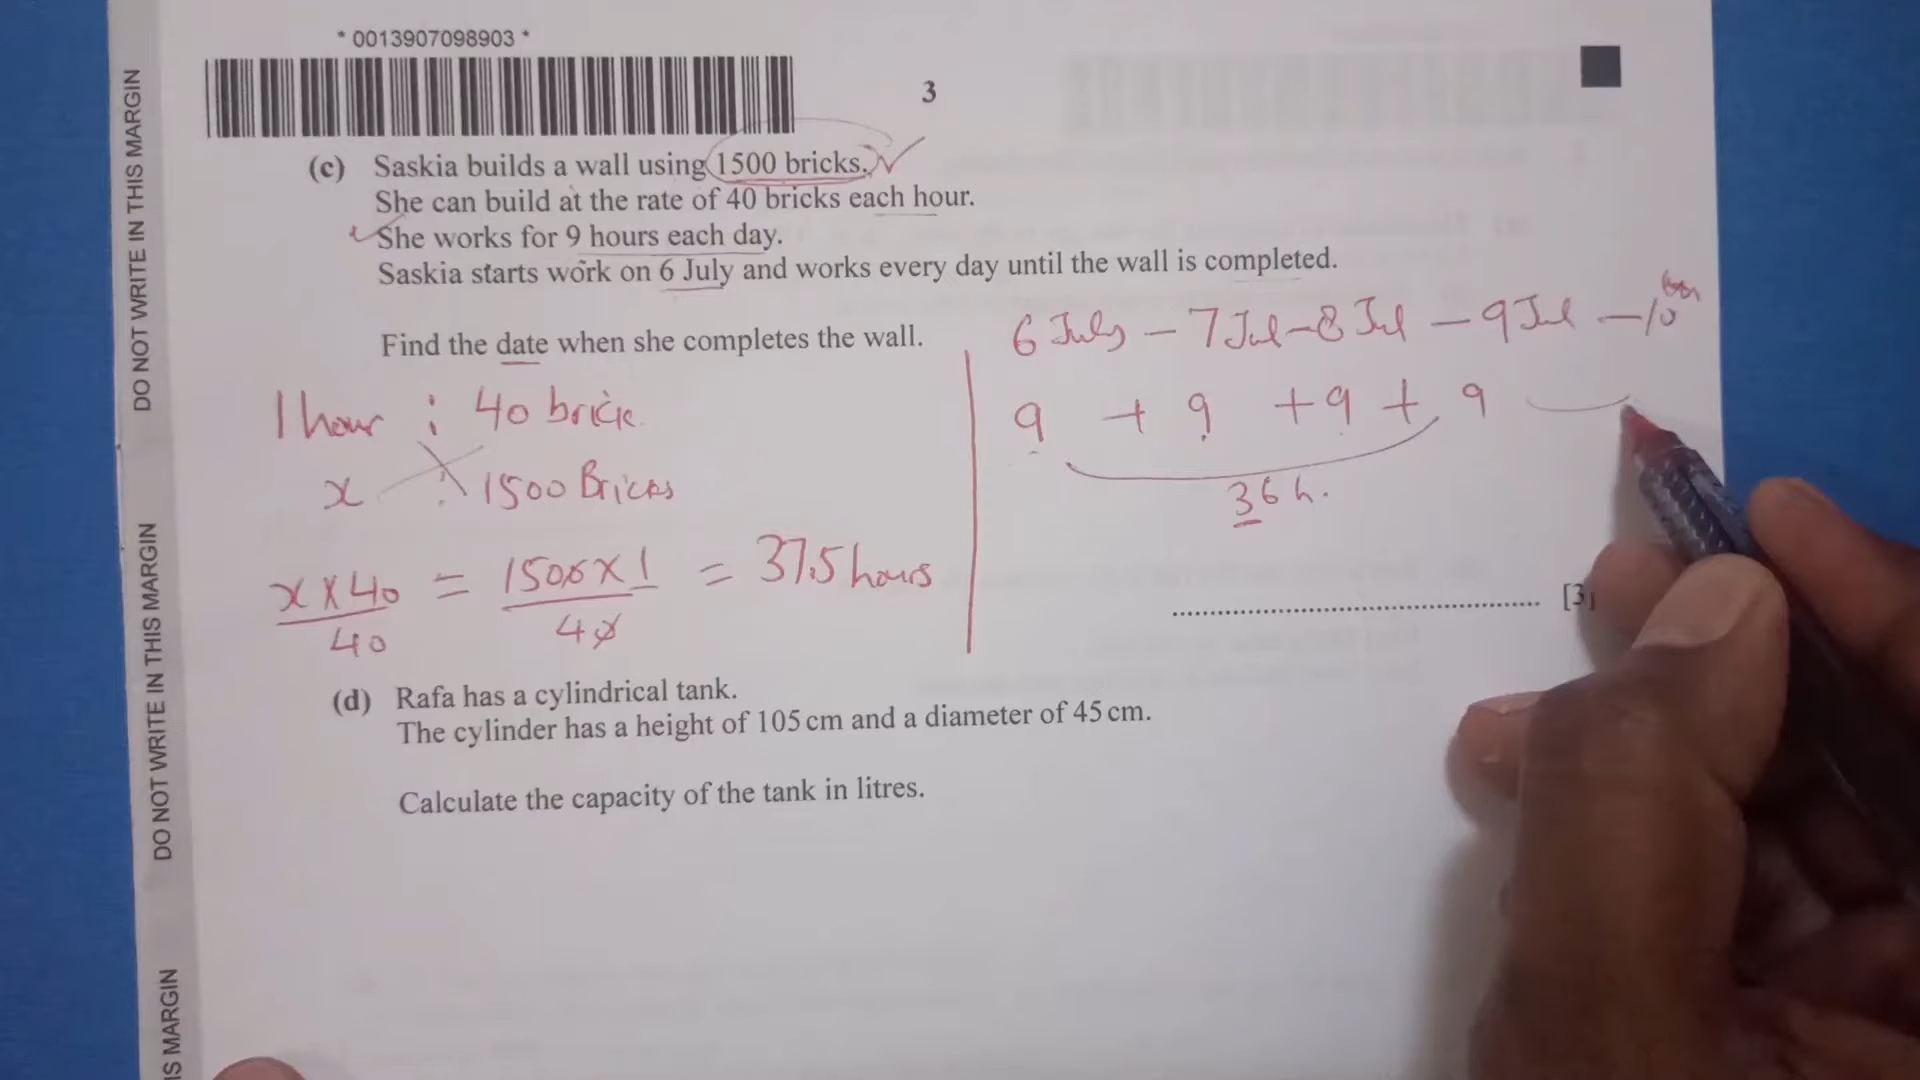 * 0013907098903 *
3
DO NOT WRITE IN THIS MARGIN
(c) Saskia builds a wall using 1500 bricks.
She can build at the rate of 40 bricks each hour.
She works for 9 hours each day.
Saskia starts work on 6 July and works every day until the wall is completed.
Find the date when she completes the wall.
6 July – 7 Jul – 8 Jul – 9 Jul – 10
1 hour : 40 brick
9 + 9 + 9 + 9
x : 1500 Bricks
36 h.
x × 40 / 40 = 1500 × 1 / 40 = 37.5 hours
[3]
DO NOT WRITE IN THIS MARGIN
(d) Rafa has a cylindrical tank.
The cylinder has a height of 105 cm and a diameter of 45 cm.
Calculate the capacity of the tank in litres.
IS MARGIN